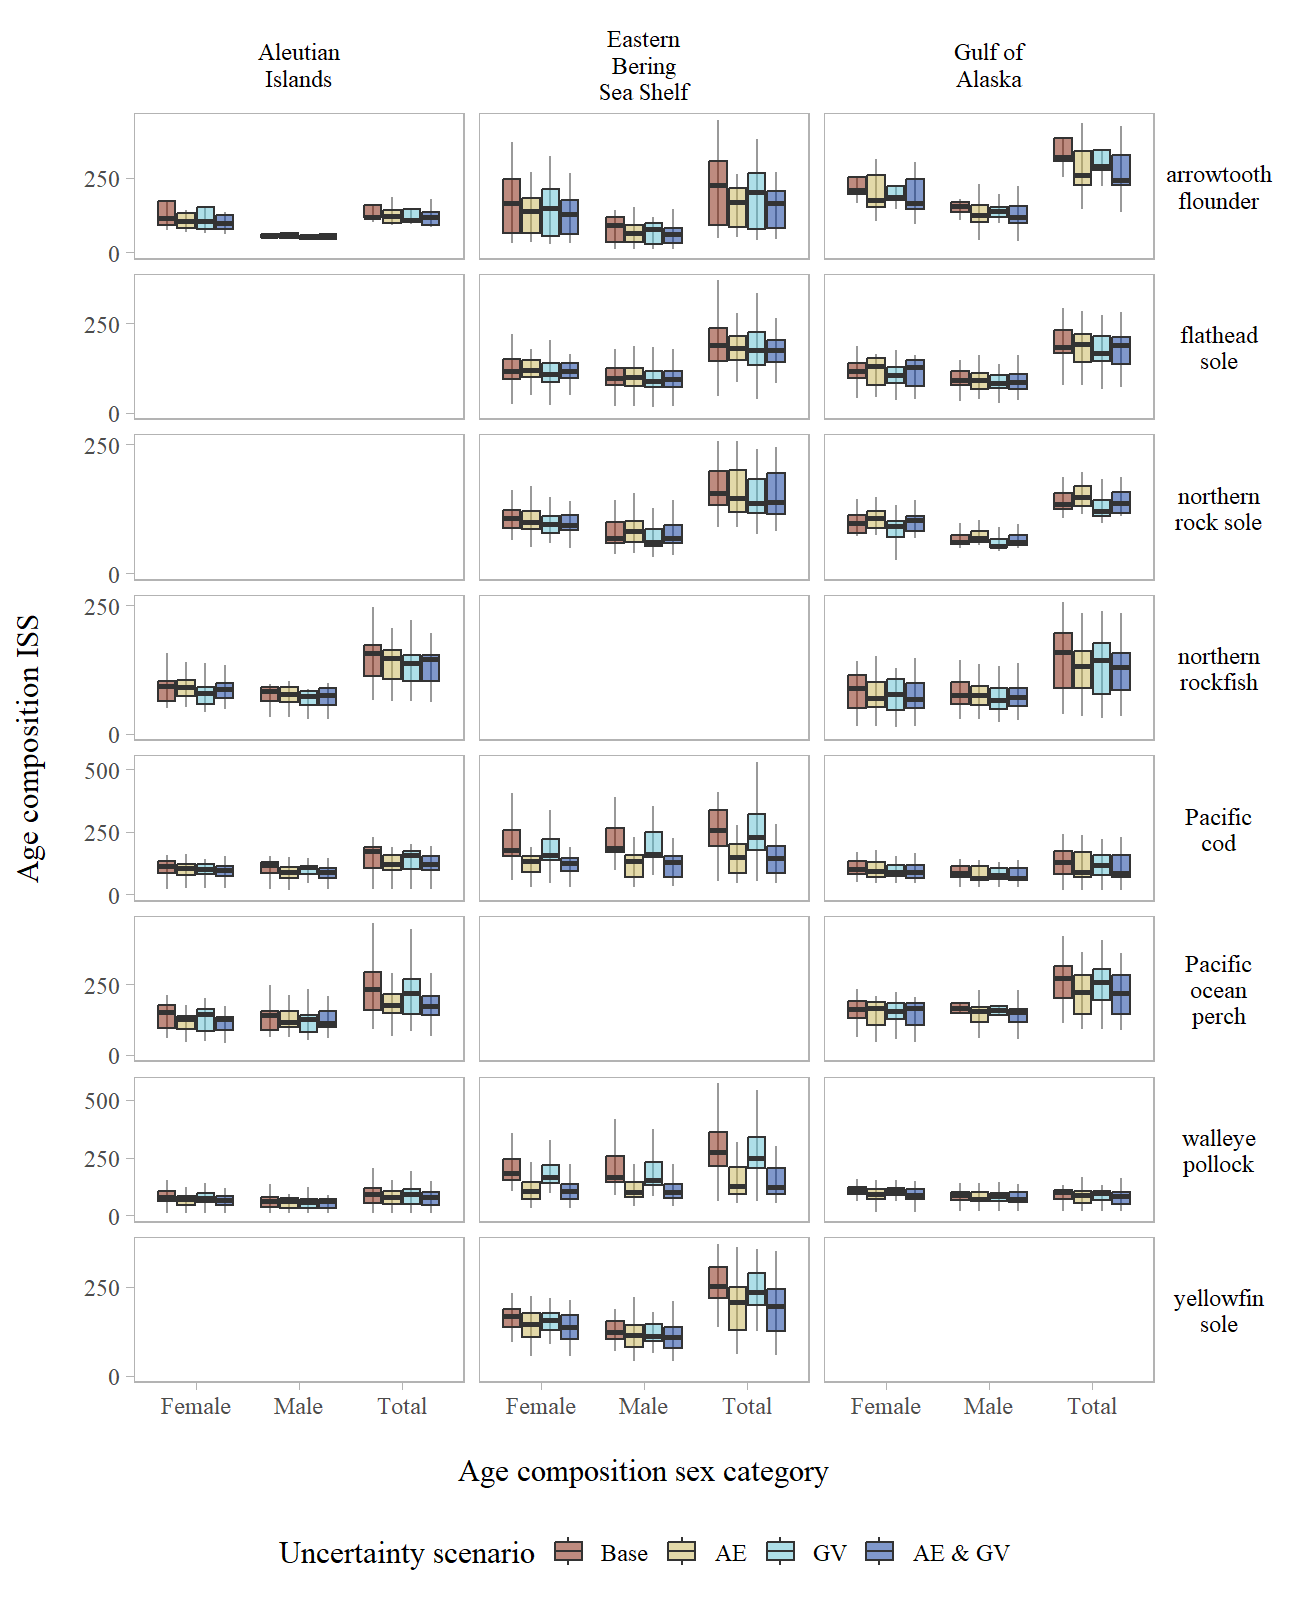 Aleutian
Islands
Eastern
Bering
Sea Shelf
Gulf of
Alaska
250
0
arrowtooth
flounder
250
0
flathead
sole
250
0
northern
rock sole
250
0
northern
rockfish
500
250
0
Pacific
cod
250
0
Pacific
ocean
perch
500
250
0
walleye
pollock
250
0
yellowfin
sole
Age composition ISS
Female Male Total Female Male Total Female Male Total
Age composition sex category
Uncertainty scenario Base AE GV AE & GV